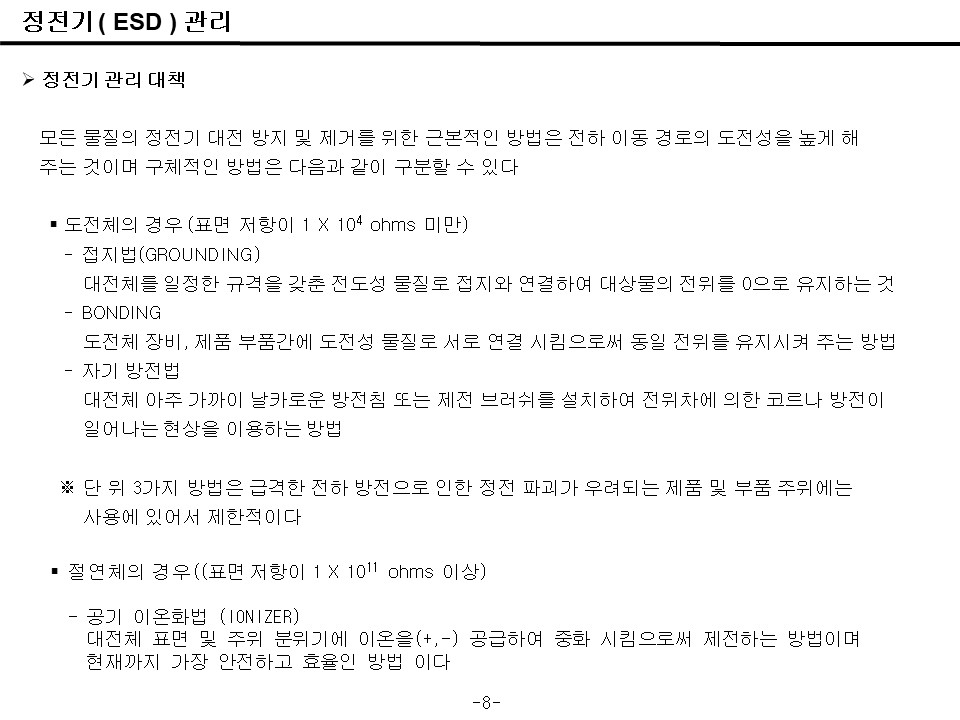 정전기 ( ESD ) 관리
➢ 정전기 관리 대책
모든 물질의 정전기 대전 방지 및 제거를 위한 근본적인 방법은 전하 이동 경로의 도전성을 높게 해
주는 것이며 구체적인 방법은 다음과 같이 구분할 수 있다
▪ 도전체의 경우 (표면 저항이 1 X 10⁴ ohms 미만)
- 접지법(GROUNDING)
대전체를 일정한 규격을 갖춘 전도성 물질로 접지와 연결하여 대상물의 전위를 0으로 유지하는 것
- BONDING
도전체 장비, 제품 부품간에 도전성 물질로 서로 연결 시킴으로써 동일 전위를 유지시켜 주는 방법
- 자기 방전법
대전체 아주 가까이 날카로운 방전침 또는 제전 브러쉬를 설치하여 전위차에 의한 코르나 방전이
일어나는 현상을 이용하는 방법
※ 단 위 3가지 방법은 급격한 전하 방전으로 인한 정전 파괴가 우려되는 제품 및 부품 주위에는
사용에 있어서 제한적이다
▪ 절연체의 경우((표면 저항이 1 X 10¹¹ ohms 이상)
- 공기 이온화법 (IONIZER)
대전체 표면 및 주위 분위기에 이온을(+,-) 공급하여 중화 시킴으로써 제전하는 방법이며
현재까지 가장 안전하고 효율인 방법 이다
-8-